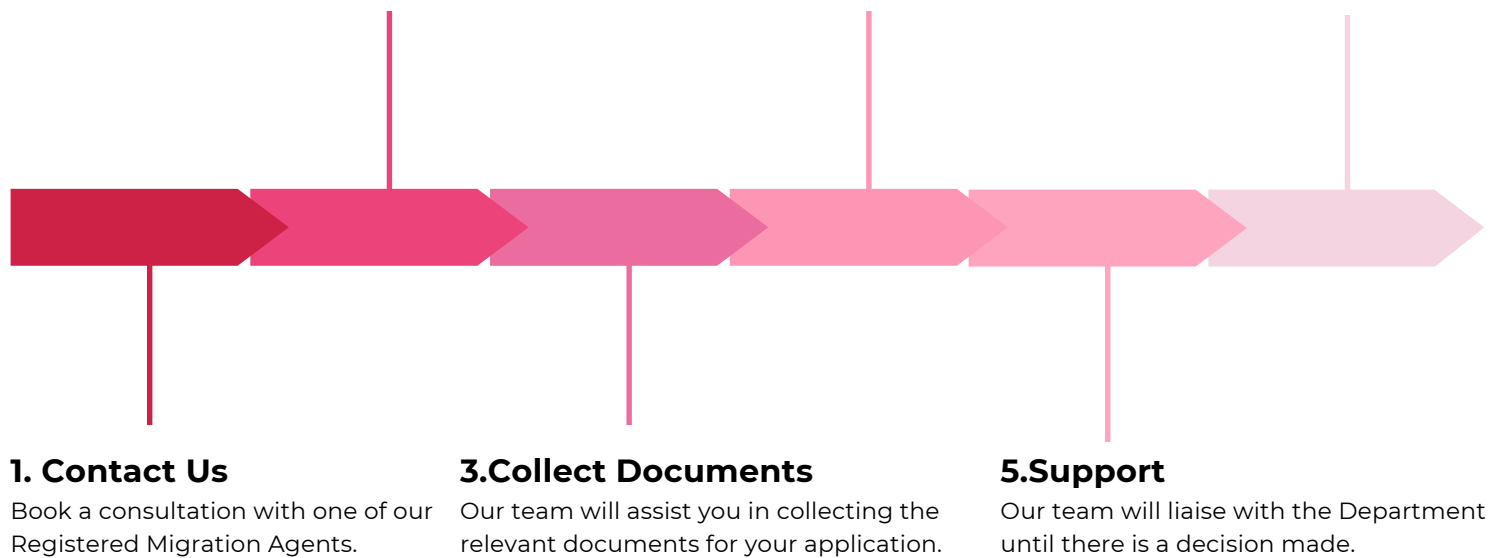 1. Contact Us
Book a consultation with one of our
Registered Migration Agents.
3.Collect Documents
Our team will assist you in collecting the
relevant documents for your application.
5.Support
Our team will liaise with the Department
until there is a decision made.